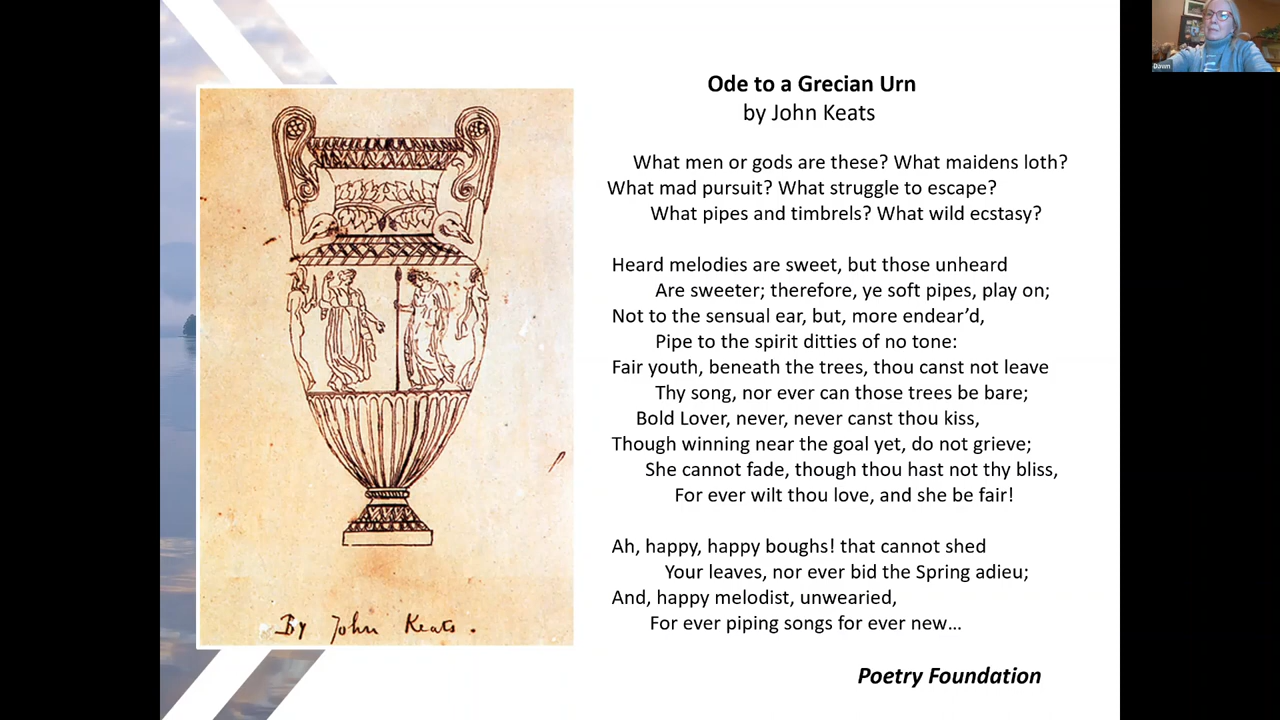 Dawn
Ode to a Grecian Urn
by John Keats
What men or gods are these? What maidens loth?
What mad pursuit? What struggle to escape?
What pipes and timbrels? What wild ecstasy?
Heard melodies are sweet, but those unheard
Are sweeter; therefore, ye soft pipes, play on;
Not to the sensual ear, but, more endear’d,
Pipe to the spirit ditties of no tone:
Fair youth, beneath the trees, thou canst not leave
Thy song, nor ever can those trees be bare;
Bold Lover, never, never canst thou kiss,
Though winning near the goal yet, do not grieve;
She cannot fade, though thou hast not thy bliss,
For ever wilt thou love, and she be fair!
Ah, happy, happy boughs! that cannot shed
Your leaves, nor ever bid the Spring adieu;
And, happy melodist, unwearied,
For ever piping songs for ever new…
By John Keats.
Poetry Foundation